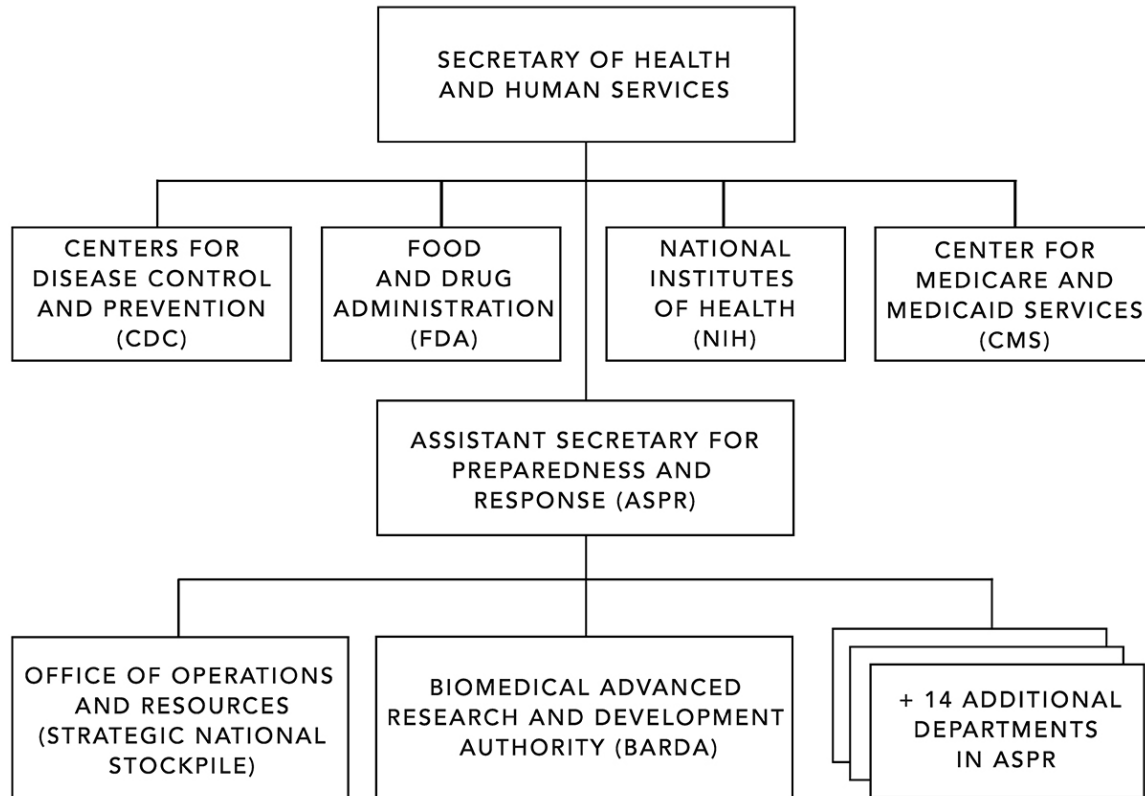 SECRETARY OF HEALTH
AND HUMAN SERVICES
CENTERS FOR
DISEASE CONTROL
AND PREVENTION
(CDC)
FOOD
AND DRUG
ADMINISTRATION
(FDA)
NATIONAL
INSTITUTES
OF HEALTH
(NIH)
CENTER FOR
MEDICARE AND
MEDICAID SERVICES
(CMS)
ASSISTANT SECRETARY FOR
PREPAREDNESS AND
RESPONSE (ASPR)
OFFICE OF OPERATIONS
AND RESOURCES
(STRATEGIC NATIONAL
STOCKPILE)
BIOMEDICAL ADVANCED
RESEARCH AND DEVELOPMENT
AUTHORITY (BARDA)
+ 14 ADDITIONAL
DEPARTMENTS
IN ASPR